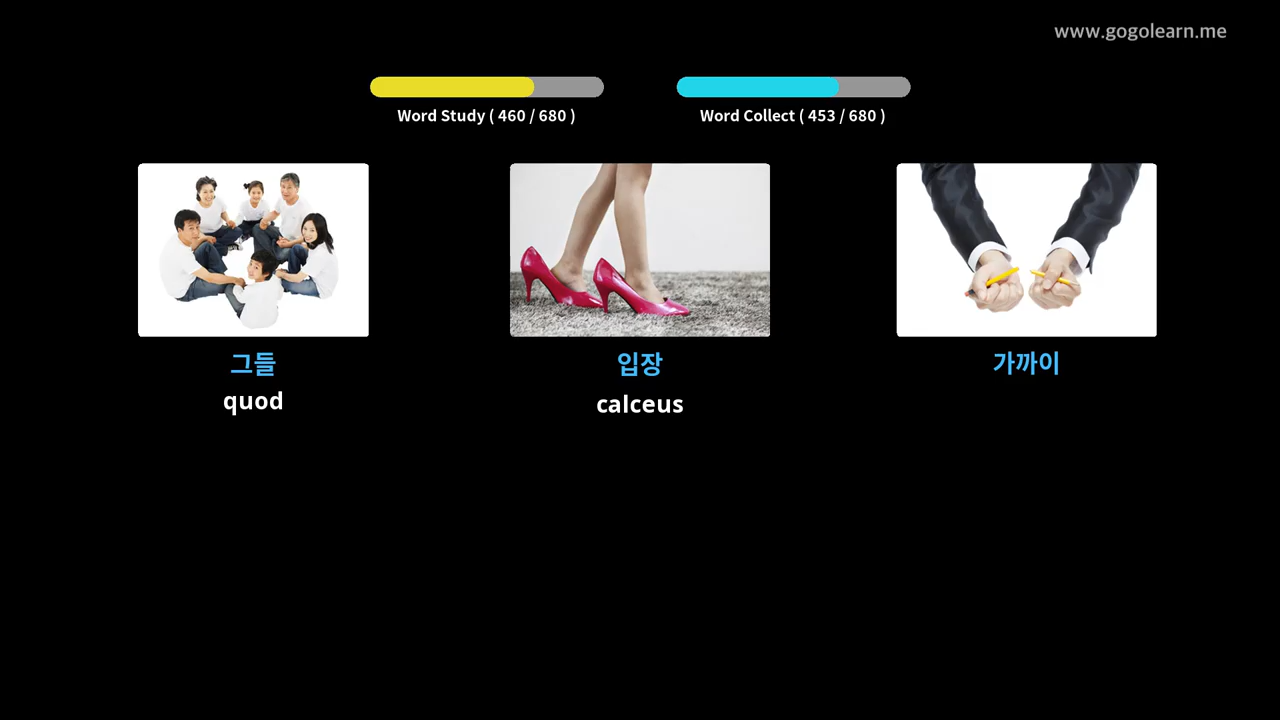 www.gogolearn.me
Word Study ( 460 / 680 )
Word Collect ( 453 / 680 )
그들
입장
가까이
quod
calceus